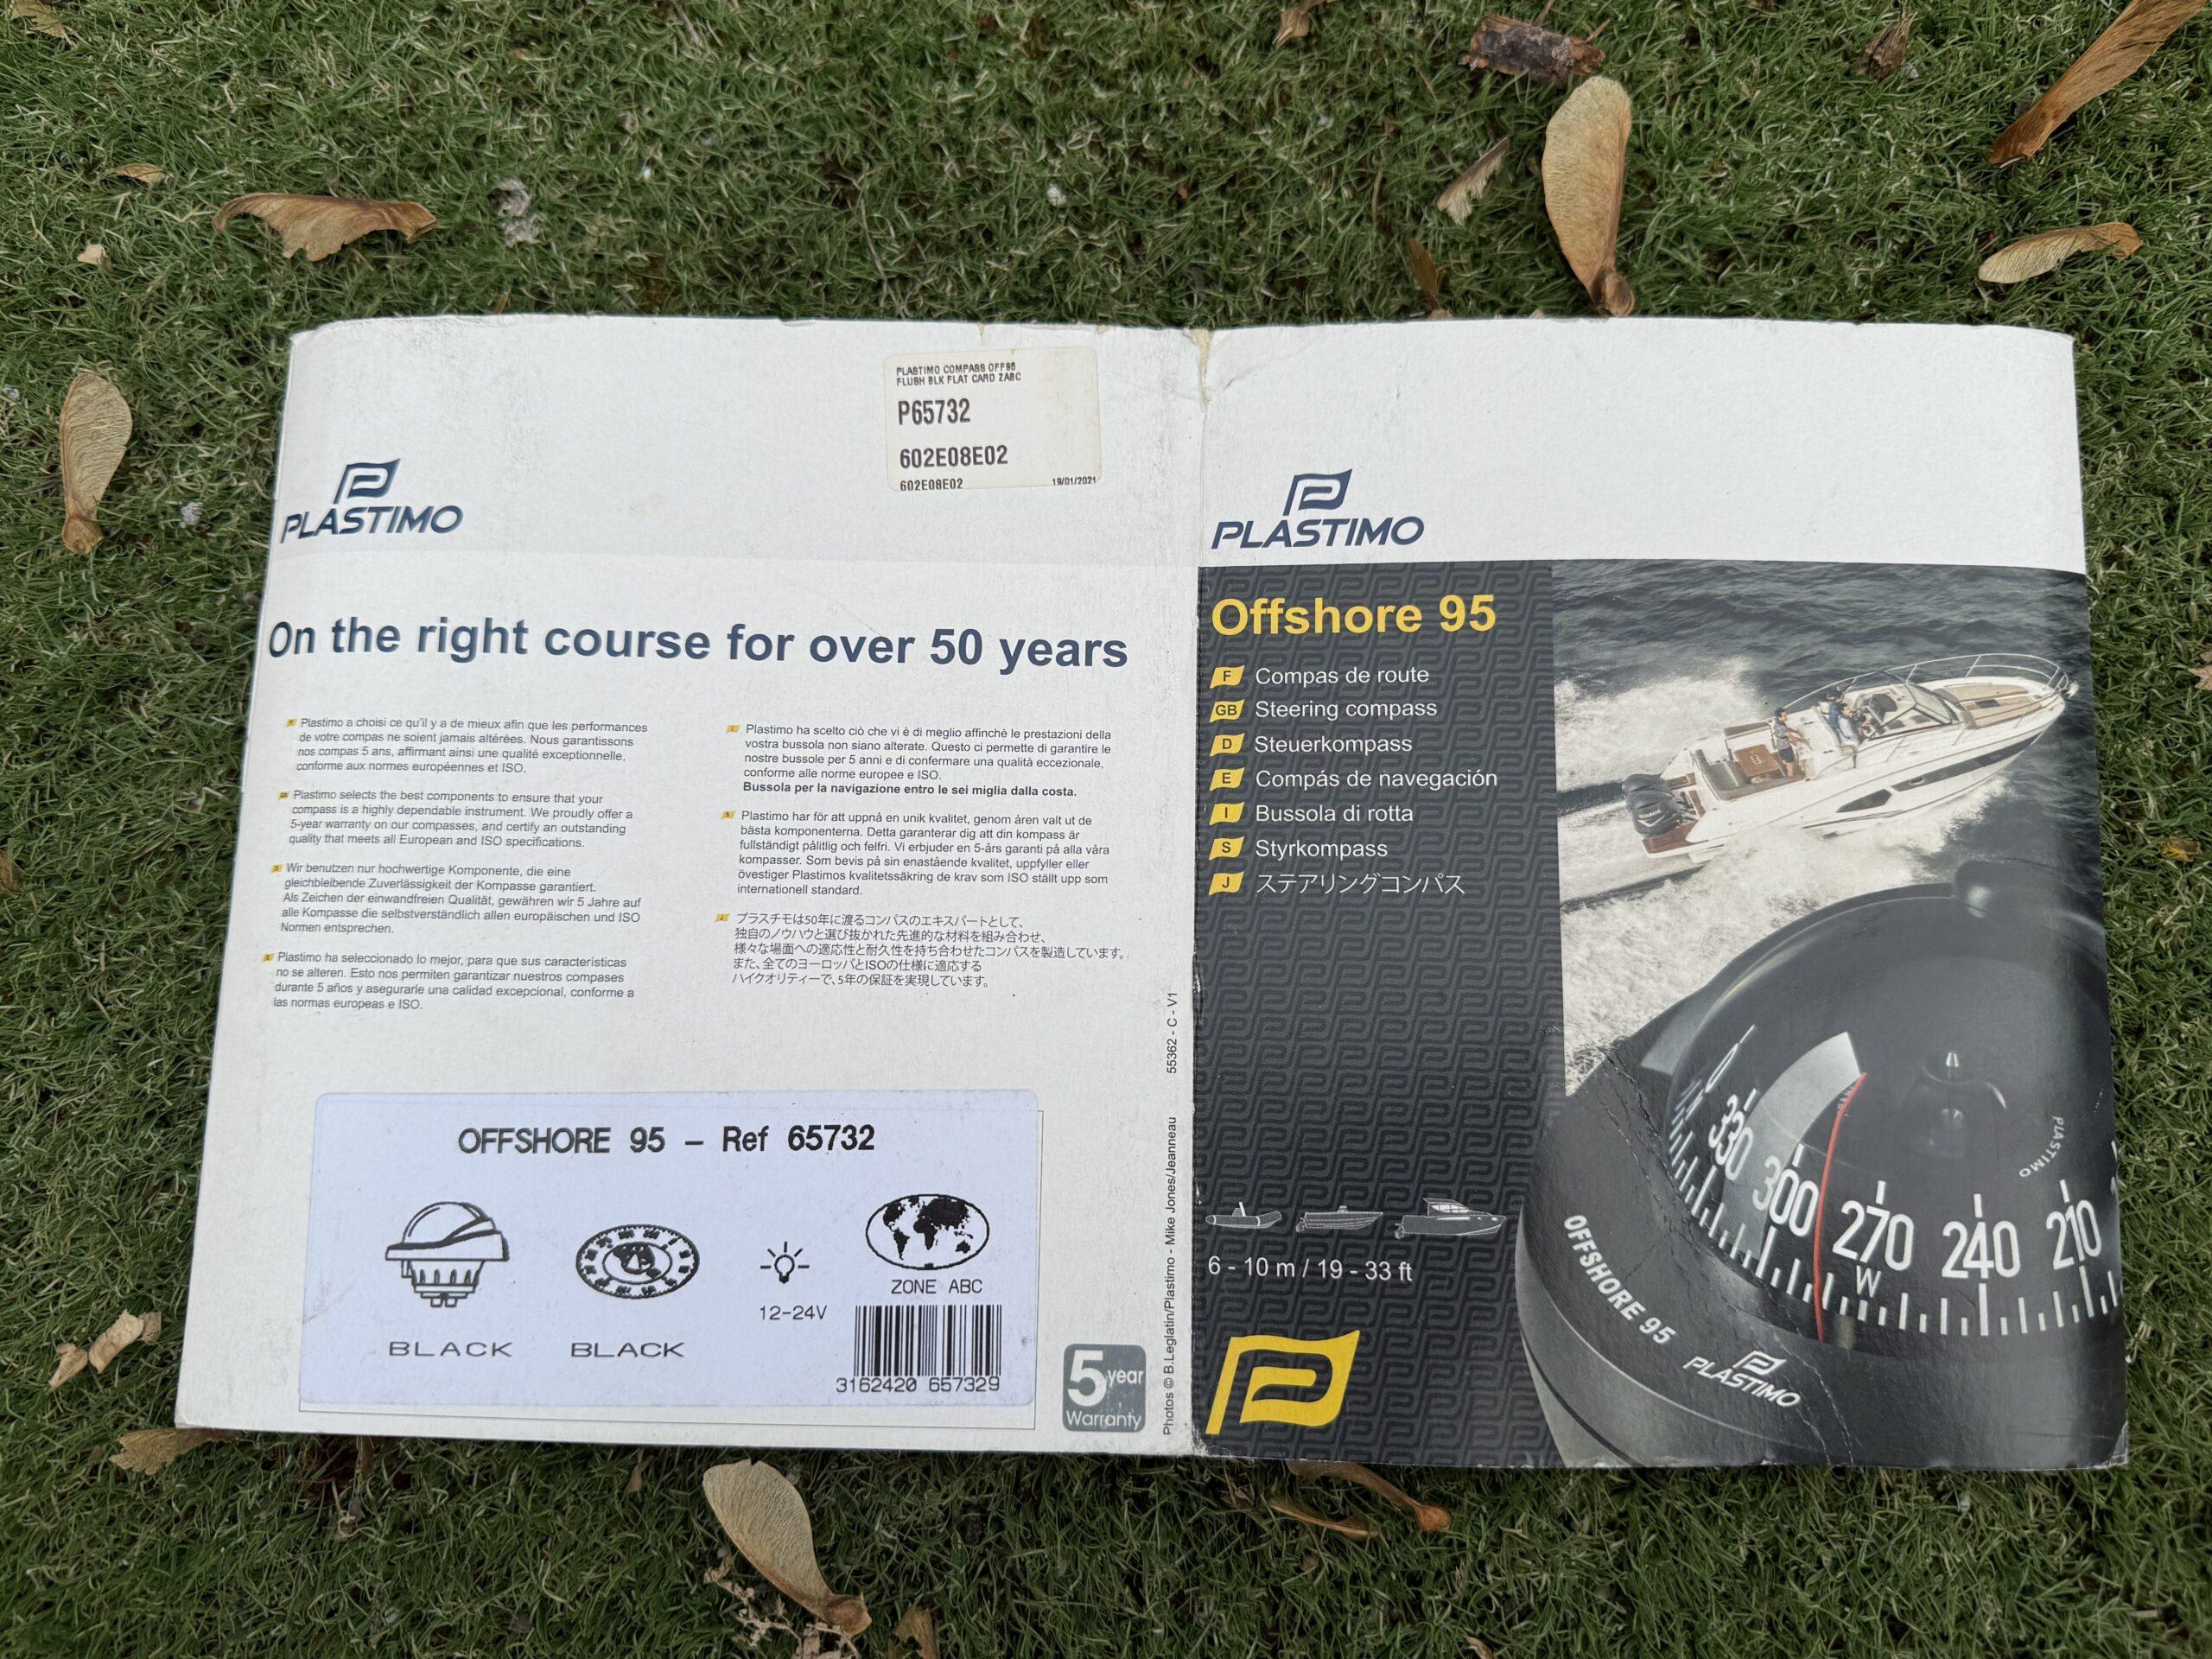 PLASTIMO COMPASS OFF95
FLUSH BLK FLAT CARD ZABC
P65732
602E08E02
602E08E02
19/01/2021
PLASTIMO
On the right course for over 50 years
F Plastimo a choisi ce qu'il y a de mieux afin que les performances
de votre compas ne soient jamais altérées. Nous garantissons
nos compas 5 ans, affirmant ainsi une qualité exceptionnelle,
conforme aux normes européennes et ISO.
GB Plastimo selects the best components to ensure that your
compass is a highly dependable instrument. We proudly offer a
5-year warranty on our compasses, and certify an outstanding
quality that meets all European and ISO specifications.
D Wir benutzen nur hochwertige Komponente, die eine
gleichbleibende Zuverlässigkeit der Kompasse garantiert.
Als Zeichen der einwandfreien Qualität, gewähren wir 5 Jahre auf
alle Kompasse die selbstverständlich allen europäischen und ISO
Normen entsprechen.
E Plastimo ha seleccionado lo mejor, para que sus características
no se alteren. Esto nos permiten garantizar nuestros compases
durante 5 años y asegurarle una calidad excepcional, conforme a
las normas europeas e ISO.
I Plastimo ha scelto ciò che vi è di meglio affinchè le prestazioni della
vostra bussola non siano alterate. Questo ci permette di garantire le
nostre bussole per 5 anni e di confermare una qualità eccezionale,
conforme alle norme europee e ISO.
Bussola per la navigazione entro le sei miglia dalla costa.
S Plastimo har för att uppnå en unik kvalitet, genom åren valt ut de
bästa komponenterna. Detta garanterar dig att din kompass är
fullständigt pålitlig och felfri. Vi erbjuder en 5-års garanti på alla våra
kompasser. Som bevis på sin enastående kvalitet, uppfyller eller
övestiger Plastimos kvalitetssäkring de krav som ISO ställt upp som
internationell standard.
J プラスチモは50年に渡るコンパスのエキスパートとして、
独自のノウハウと選び抜かれた先進的な材料を組み合わせ、
様々な場面への適応性と耐久性を持ち合わせたコンパスを製造しています。
また、全てのヨーロッパとISOの仕様に適応する
ハイクオリティーで、5年の保証を実現しています。
OFFSHORE 95 – Ref 65732
BLACK
BLACK
12-24V
ZONE ABC
3162420 657329
5 year
Warranty
Photos © B.Leglatin/Plastimo - Mike Jones/Jeanneau
55362 - C - V1
PLASTIMO
Offshore 95
F Compas de route
GB Steering compass
D Steuerkompass
E Compás de navegación
I Bussola di rotta
S Styrkompass
J ステアリングコンパス
6 - 10 m / 19 - 33 ft
0
330
300
270
W
240
210
PLASTIMO
OFFSHORE 95
PLASTIMO